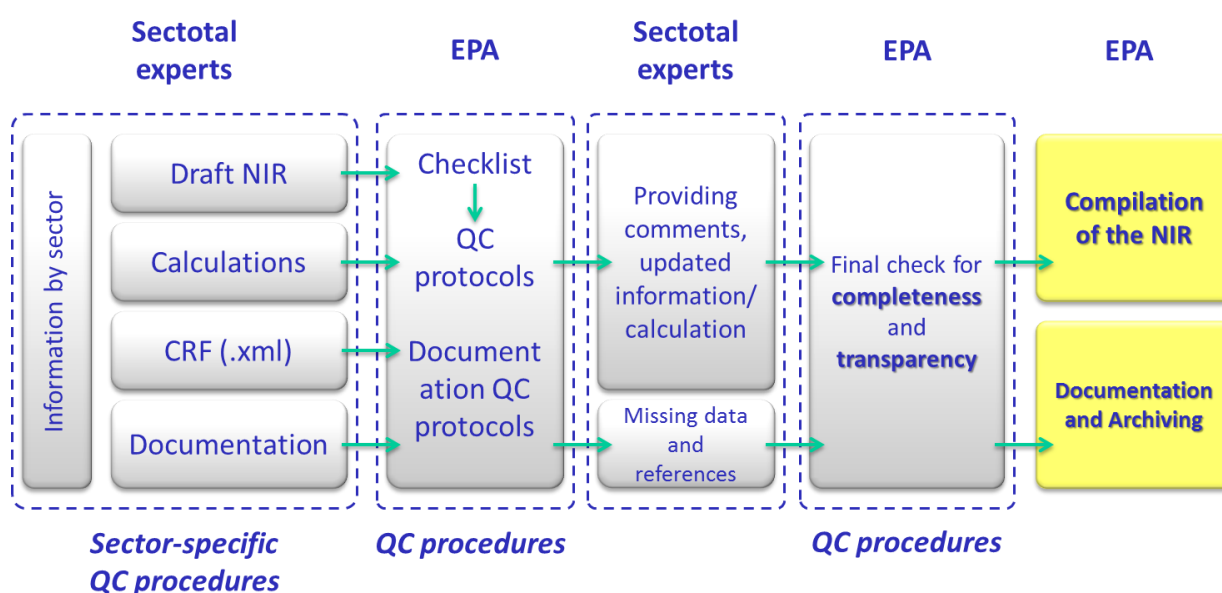 Sectotal
experts
EPA
Sectotal
experts
EPA
EPA
Information by sector
Draft NIR
Calculations
CRF (.xml)
Documentation
Checklist
QC
protocols
Document
ation QC
protocols
Providing
comments,
updated
information/
calculation
Missing data
and
references
Final check for
completeness
and
transparency
Compilation
of the NIR
Documentation
and Archiving
Sector-specific
QC procedures
QC procedures
QC procedures